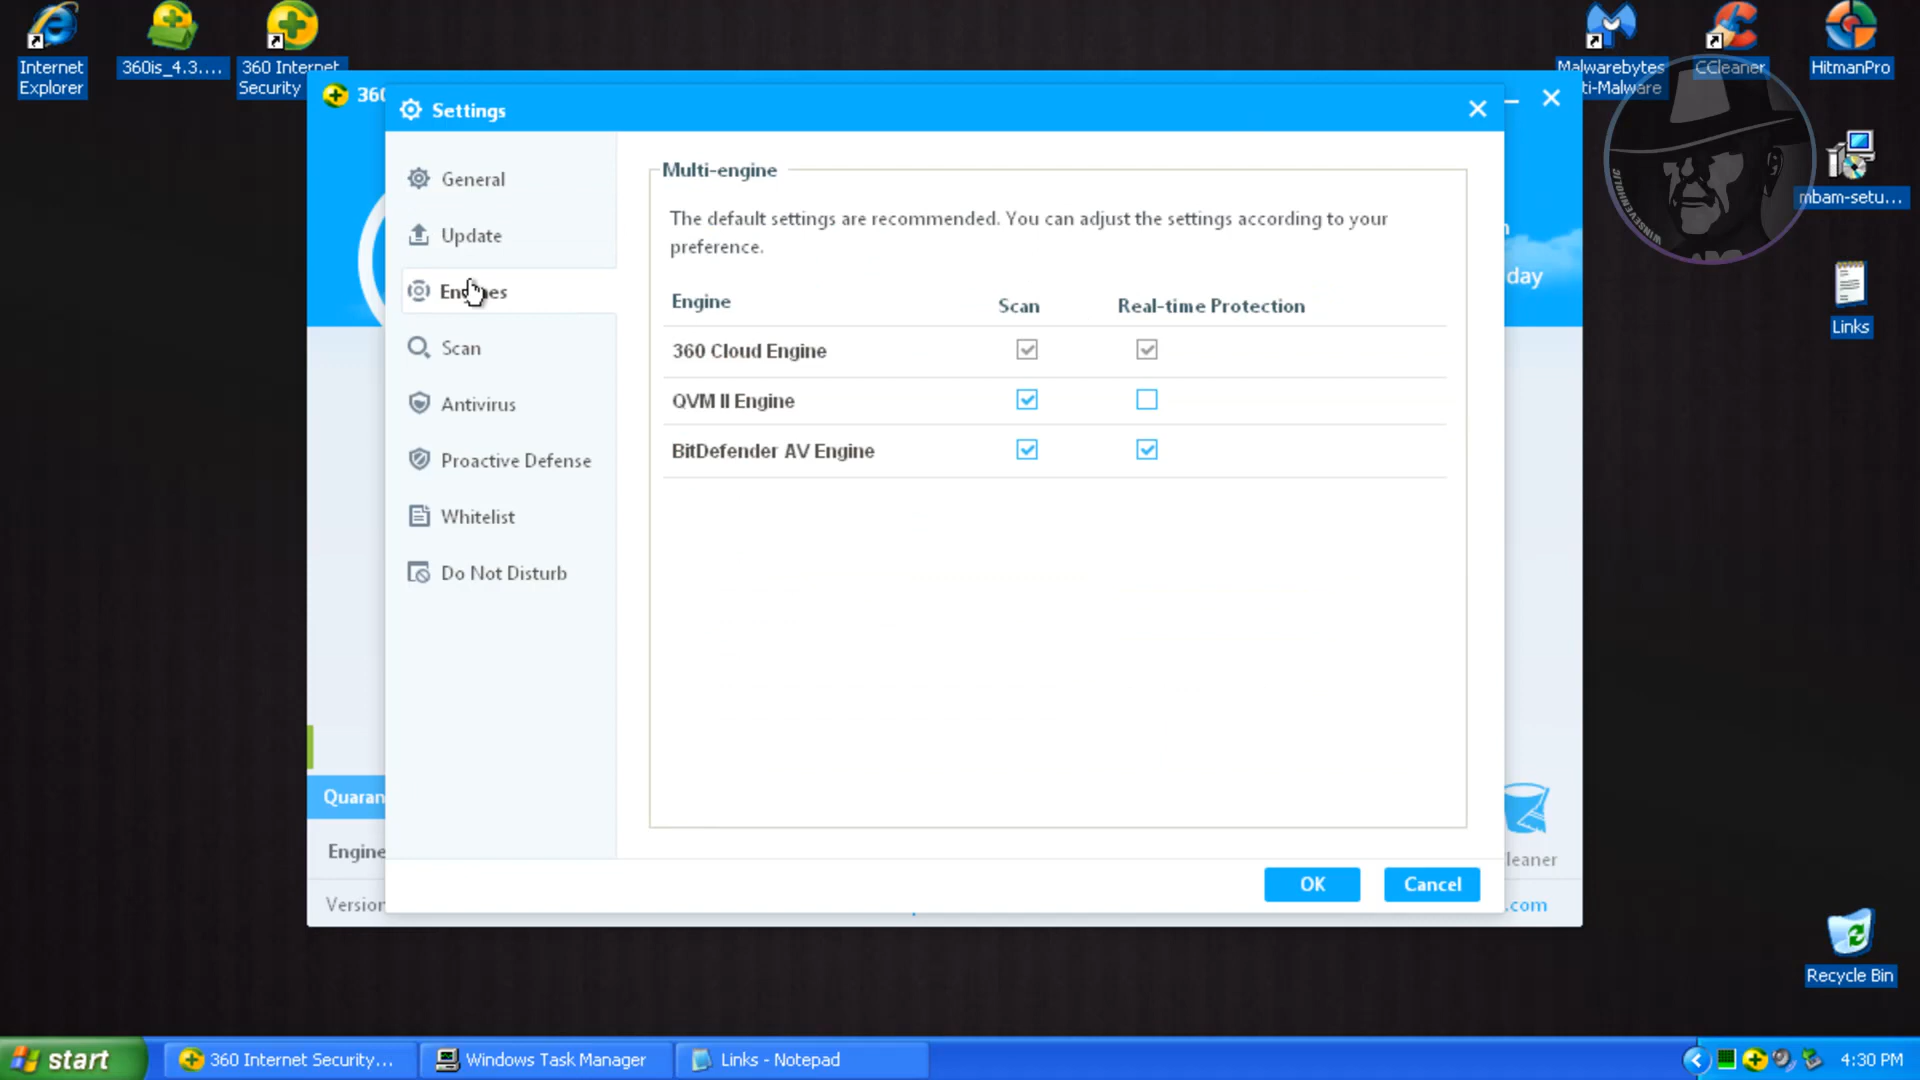 Internet
Explorer
360is_4.3....
360 Internet
Security
Malwarebytes
ti-Malware
CCleaner
HitmanPro
mbam-setu...
Links
Recycle Bin
360
Settings
General
Update
Engines
Scan
Antivirus
Proactive Defense
Whitelist
Do Not Disturb
Multi-engine
The default settings are recommended. You can adjust the settings according to your
preference.
Engine Scan Real-time Protection
360 Cloud Engine
QVM II Engine
BitDefender AV Engine
OK Cancel
day
Quaran
Engine
Version
leaner
.com
WINSEVENHOLIC
start
360 Internet Security...
Windows Task Manager
Links - Notepad
4:30 PM